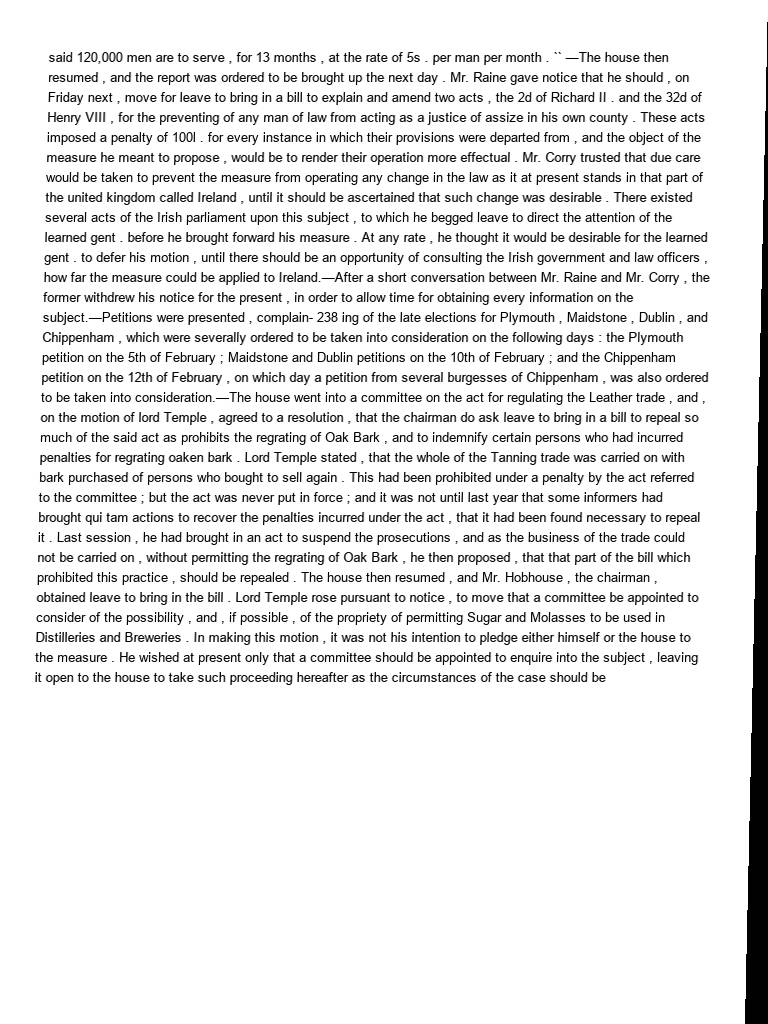 said 120,000 men are to serve , for 13 months , at the rate of 5s . per man per month . `` —The house then
resumed , and the report was ordered to be brought up the next day . Mr. Raine gave notice that he should , on
Friday next , move for leave to bring in a bill to explain and amend two acts , the 2d of Richard II . and the 32d of
Henry VIII , for the preventing of any man of law from acting as a justice of assize in his own county . These acts
imposed a penalty of 100l . for every instance in which their provisions were departed from , and the object of the
measure he meant to propose , would be to render their operation more effectual . Mr. Corry trusted that due care
would be taken to prevent the measure from operating any change in the law as it at present stands in that part of
the united kingdom called Ireland , until it should be ascertained that such change was desirable . There existed
several acts of the Irish parliament upon this subject , to which he begged leave to direct the attention of the
learned gent . before he brought forward his measure . At any rate , he thought it would be desirable for the learned
gent . to defer his motion , until there should be an opportunity of consulting the Irish government and law officers ,
how far the measure could be applied to Ireland.—After a short conversation between Mr. Raine and Mr. Corry , the
former withdrew his notice for the present , in order to allow time for obtaining every information on the
subject.—Petitions were presented , complain- 238 ing of the late elections for Plymouth , Maidstone , Dublin , and
Chippenham , which were severally ordered to be taken into consideration on the following days : the Plymouth
petition on the 5th of February ; Maidstone and Dublin petitions on the 10th of February ; and the Chippenham
petition on the 12th of February , on which day a petition from several burgesses of Chippenham , was also ordered
to be taken into consideration.—The house went into a committee on the act for regulating the Leather trade , and ,
on the motion of lord Temple , agreed to a resolution , that the chairman do ask leave to bring in a bill to repeal so
much of the said act as prohibits the regrating of Oak Bark , and to indemnify certain persons who had incurred
penalties for regrating oaken bark . Lord Temple stated , that the whole of the Tanning trade was carried on with
bark purchased of persons who bought to sell again . This had been prohibited under a penalty by the act referred
to the committee ; but the act was never put in force ; and it was not until last year that some informers had
brought qui tam actions to recover the penalties incurred under the act , that it had been found necessary to repeal
it . Last session , he had brought in an act to suspend the prosecutions , and as the business of the trade could
not be carried on , without permitting the regrating of Oak Bark , he then proposed , that that part of the bill which
prohibited this practice , should be repealed . The house then resumed , and Mr. Hobhouse , the chairman ,
obtained leave to bring in the bill . Lord Temple rose pursuant to notice , to move that a committee be appointed to
consider of the possibility , and , if possible , of the propriety of permitting Sugar and Molasses to be used in
Distilleries and Breweries . In making this motion , it was not his intention to pledge either himself or the house to
the measure . He wished at present only that a committee should be appointed to enquire into the subject , leaving
it open to the house to take such proceeding hereafter as the circumstances of the case should be